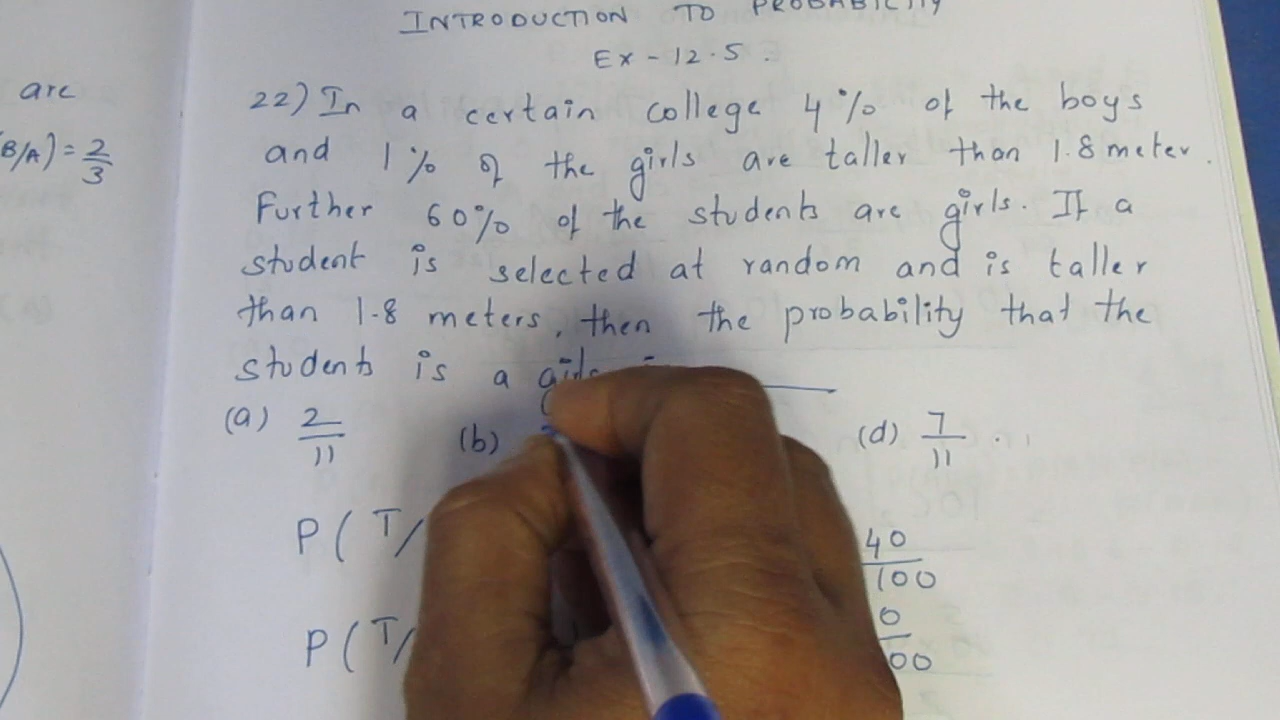 INTRODUCTION TO PROBABILITY
Ex - 12.5.
are
22) In a certain college 4% of the boys
(B/A) = 2/3
and 1% of the girls are taller than 1.8 meter.
Further 60% of the students are girls. If a
student is selected at random and is taller
than 1.8 meters, then the probability that the
students is a
(a) 2/11 (b) (d) 7/11 .
P(T/ 40/100
P(T/ 0/00